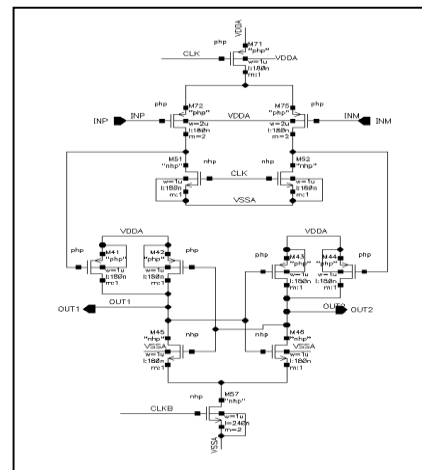 VDDA
php
M71
"php"
CLK
VDDA
w=1u
l:180n
m:1
php
M72
"php"
M75
"php"
php
INP
INP
VDDA
INM
INM
w=2u
l:180n
m=2
w=2u
l:180n
m=2
M51
"nhp"
nhp
CLK
nhp
M52
"nhp"
w=1u
l:180n
m:1
w=1u
l:180n
m:1
VSSA
VDDA
VDDA
php
M41
"php"
M42
"php"
php
php
M43
"php"
M44
"php"
php
w=1u
l:180n
m:1
w=1u
l:180n
m:1
w=1u
l:180n
m:1
w=1u
l:180n
m:1
OUT1
OUT1
OUT2
M45
"nhp"
nhp
nhp
M46
"nhp"
VSSA
w=1u
l:180n
m:1
VSSA
w=1u
l:180n
m:1
nhp
M57
"nhp"
CLKB
w=1u
l=240n
m=2
VSSA